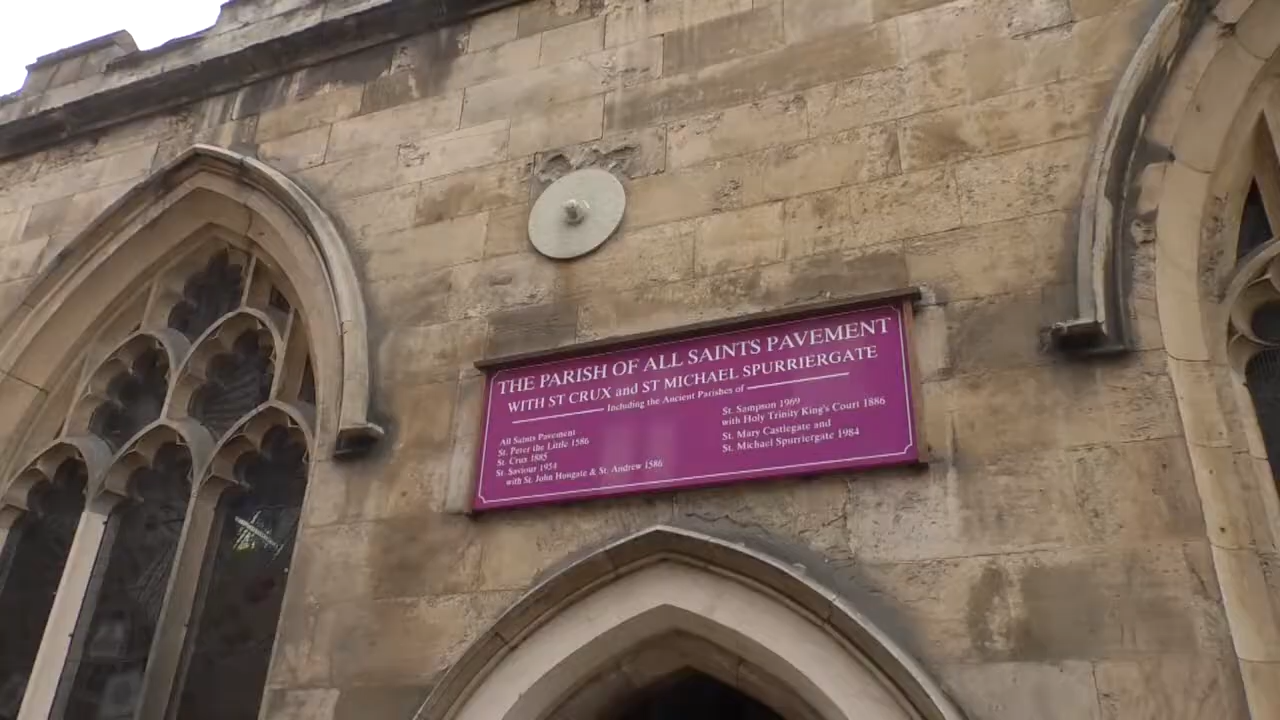 THE PARISH OF ALL SAINTS PAVEMENT
WITH ST CRUX and ST MICHAEL SPURRIERGATE
Including the Ancient Parishes of
All Saints Pavement
St. Peter the Little 1586
St. Crux 1885
St. Saviour 1954
with St. John Hungate & St. Andrew 1586
St. Sampson 1969
with Holy Trinity King's Court 1886
St. Mary Castlegate and
St. Michael Spurriergate 1984